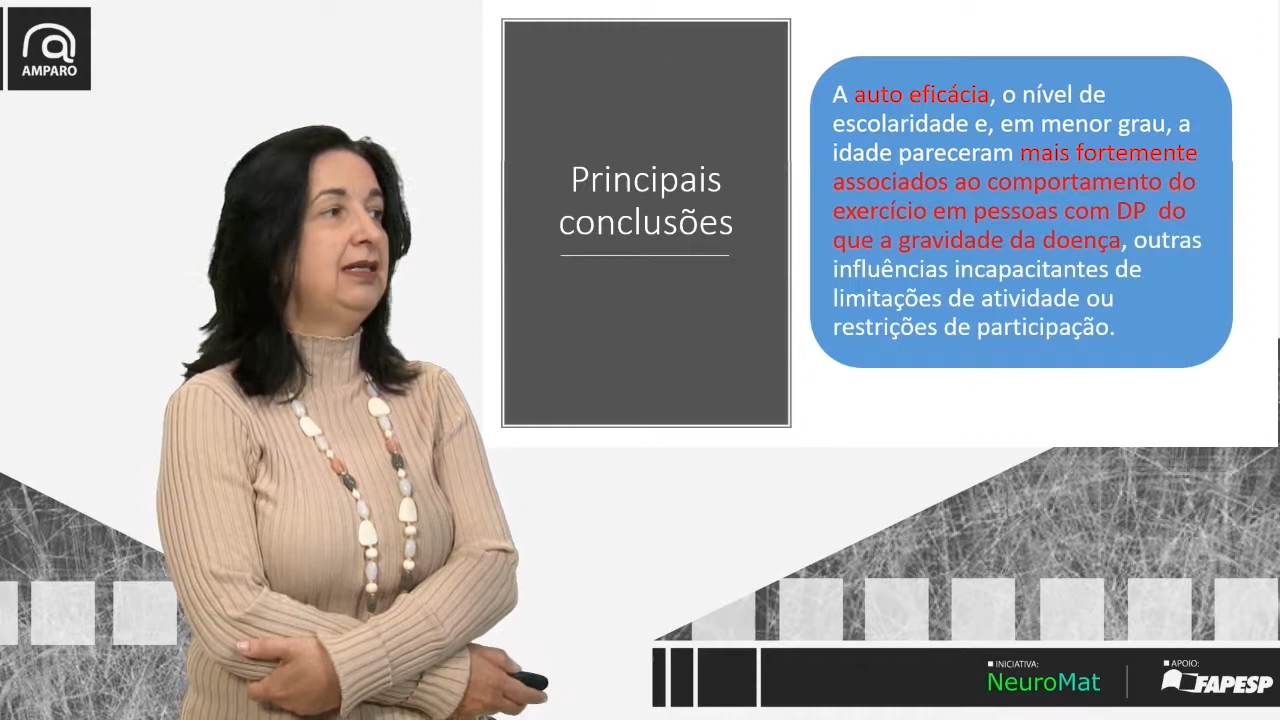 AMPARO
Principais
conclusões
A auto eficácia, o nível de
escolaridade e, em menor grau, a
idade pareceram mais fortemente
associados ao comportamento do
exercício em pessoas com DP do
que a gravidade da doença, outras
influências incapacitantes de
limitações de atividade ou
restrições de participação.
INICIATIVA:
NeuroMat
APOIO:
FAPESP